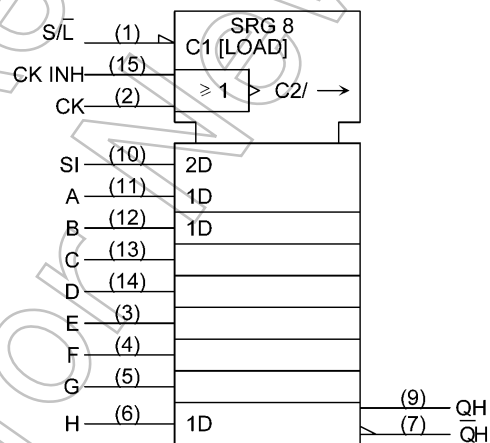 SRG 8
S/L̅ (1) C1 [LOAD]
CK INH (15) ≥ 1 C2/ →
CK (2)
SI (10) 2D
A (11) 1D
B (12) 1D
C (13)
D (14)
E (3)
F (4)
G (5)
H (6) 1D
(9) QH
(7) Q̅H̅